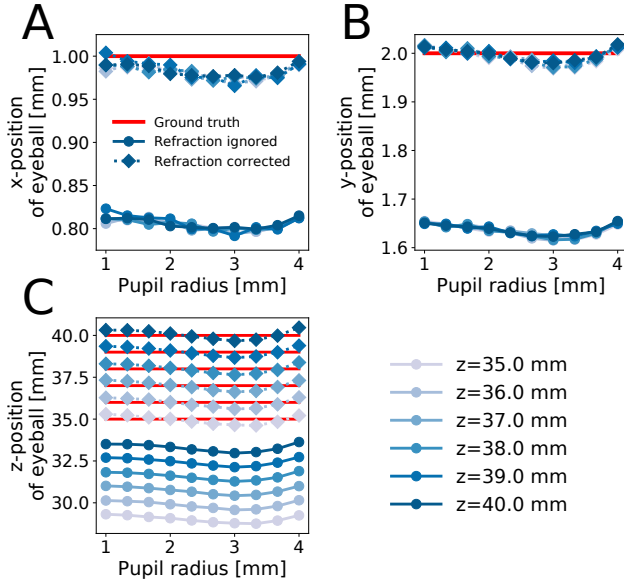 A
x-position
of eyeball [mm]
1.00
0.95
0.90
0.85
0.80
Ground truth
Refraction ignored
Refraction corrected
1 2 3 4
Pupil radius [mm]
B
y-position
of eyeball [mm]
2.0
1.9
1.8
1.7
1.6
1 2 3 4
Pupil radius [mm]
C
z-position
of eyeball [mm]
40.0
37.5
35.0
32.5
30.0
1 2 3 4
Pupil radius [mm]
z=35.0 mm
z=36.0 mm
z=37.0 mm
z=38.0 mm
z=39.0 mm
z=40.0 mm